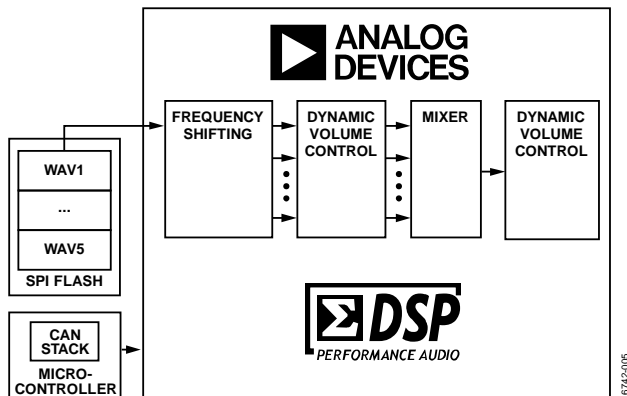 ANALOG
DEVICES
FREQUENCY
SHIFTING
DYNAMIC
VOLUME
CONTROL
MIXER
DYNAMIC
VOLUME
CONTROL
WAV1
...
WAV5
SPI FLASH
CAN
STACK
MICRO-
CONTROLLER
Σ DSP
PERFORMANCE AUDIO
6742-005